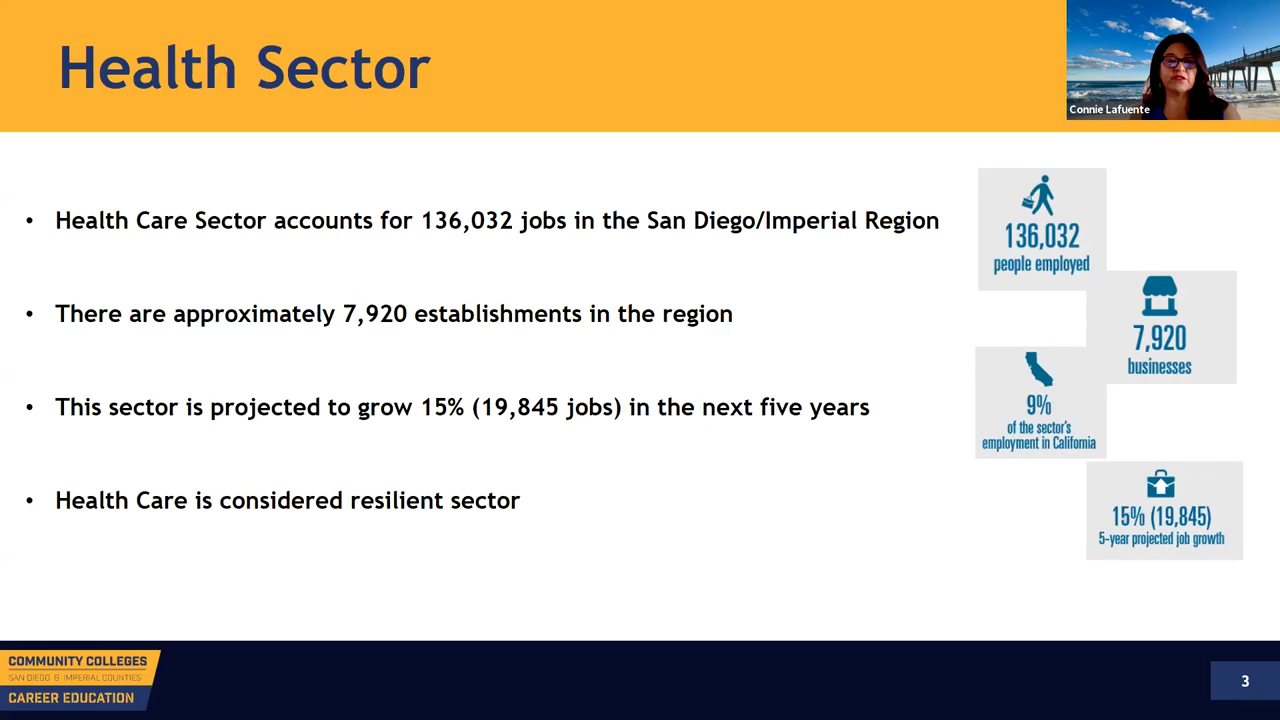 Health Sector
Connie Lafuente
• Health Care Sector accounts for 136,032 jobs in the San Diego/Imperial Region
• There are approximately 7,920 establishments in the region
• This sector is projected to grow 15% (19,845 jobs) in the next five years
• Health Care is considered resilient sector
136,032
people employed
7,920
businesses
9%
of the sector's
employment in California
15% (19,845)
5-year projected job growth
COMMUNITY COLLEGES
SAN DIEGO & IMPERIAL COUNTIES
CAREER EDUCATION
3